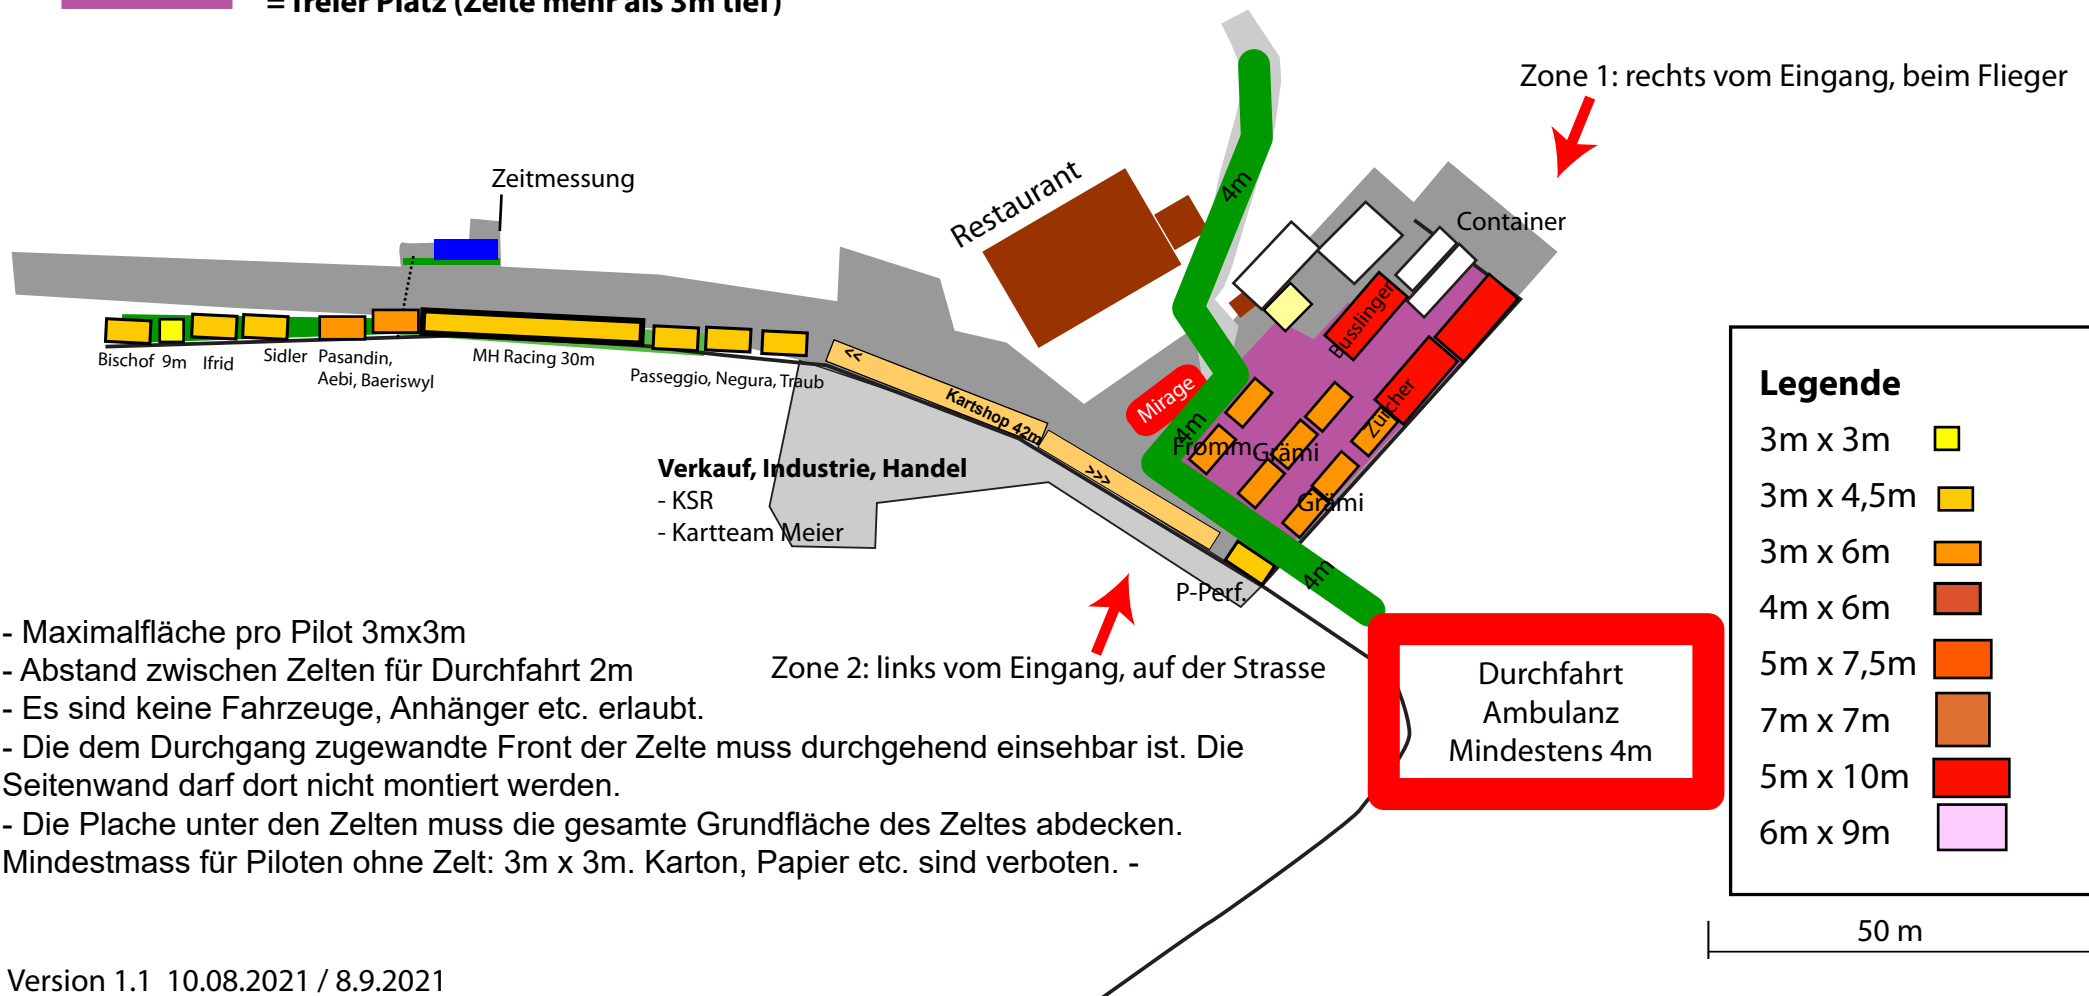 = freier Platz (Zelte mehr als 3m tief)
Zone 1: rechts vom Eingang, beim Flieger
Zeitmessung
Restaurant
4m
Container
Busslinger
Bischof 9m Ifrid Sidler Pasandin,
Aebi, Baeriswyl
MH Racing 30m
Passeggio, Negura, Traub
<<
Kartshop 42m
>>>
Mirage
4m
Fromm
Grämi
Zürcher
Grämi
4m
P-Perf.
Verkauf, Industrie, Handel
- KSR
- Kartteam Meier
Zone 2: links vom Eingang, auf der Strasse
Durchfahrt
Ambulanz
Mindestens 4m
Legende
3m x 3m
3m x 4,5m
3m x 6m
4m x 6m
5m x 7,5m
7m x 7m
5m x 10m
6m x 9m
50 m
- Maximalfläche pro Pilot 3mx3m
- Abstand zwischen Zelten für Durchfahrt 2m
- Es sind keine Fahrzeuge, Anhänger etc. erlaubt.
- Die dem Durchgang zugewandte Front der Zelte muss durchgehend einsehbar ist. Die
Seitenwand darf dort nicht montiert werden.
- Die Plache unter den Zelten muss die gesamte Grundfläche des Zeltes abdecken.
Mindestmass für Piloten ohne Zelt: 3m x 3m. Karton, Papier etc. sind verboten. -
Version 1.1 10.08.2021 / 8.9.2021